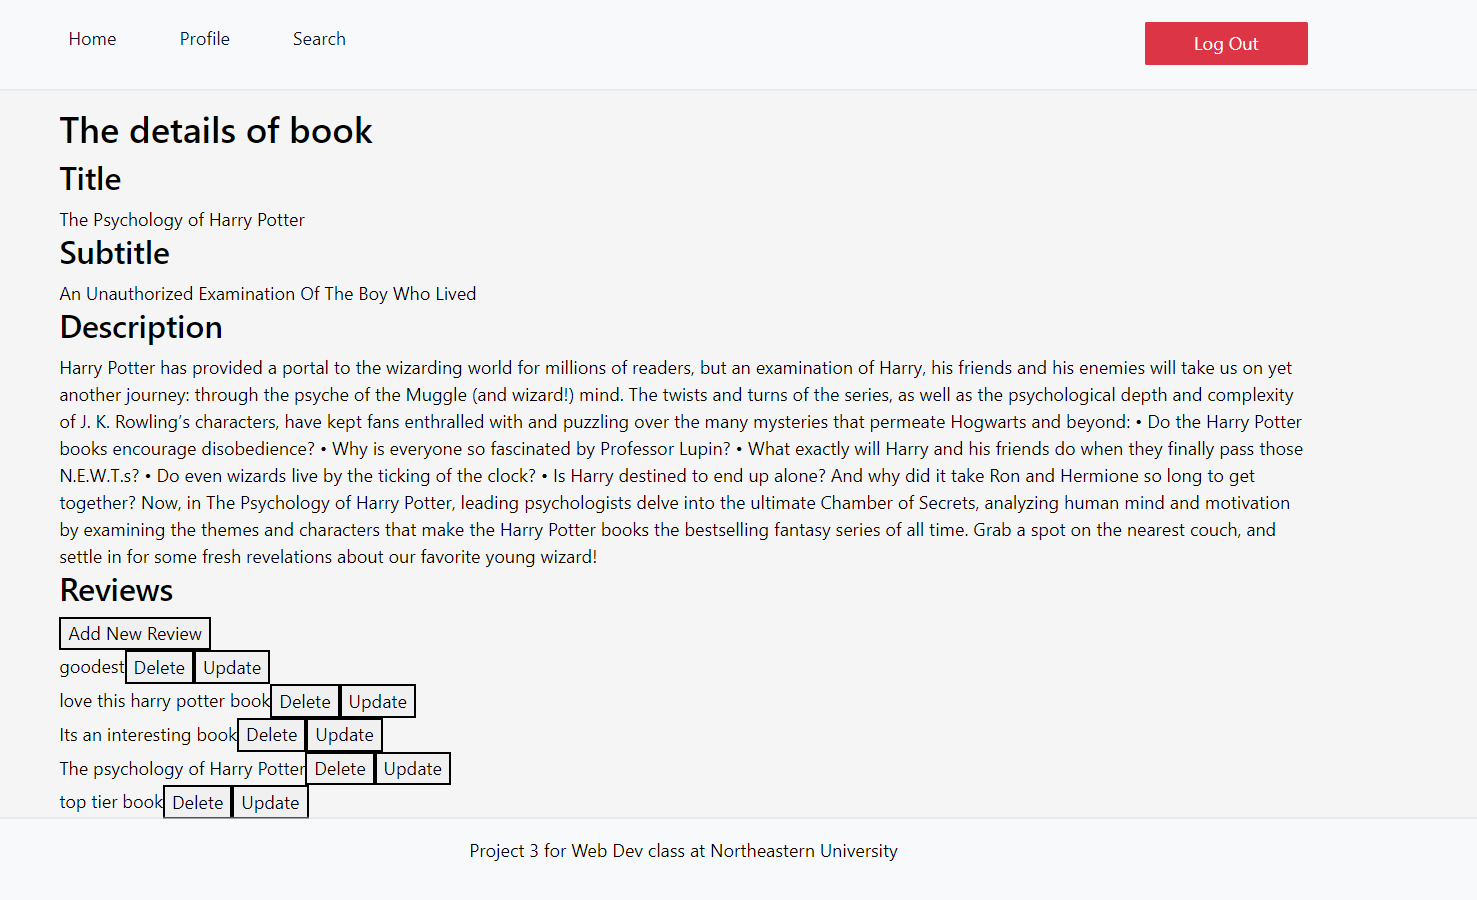 Home Profile Search Log Out
The details of book
Title
The Psychology of Harry Potter
Subtitle
An Unauthorized Examination Of The Boy Who Lived
Description
Harry Potter has provided a portal to the wizarding world for millions of readers, but an examination of Harry, his friends and his enemies will take us on yet
another journey: through the psyche of the Muggle (and wizard!) mind. The twists and turns of the series, as well as the psychological depth and complexity
of J. K. Rowling’s characters, have kept fans enthralled with and puzzling over the many mysteries that permeate Hogwarts and beyond: • Do the Harry Potter
books encourage disobedience? • Why is everyone so fascinated by Professor Lupin? • What exactly will Harry and his friends do when they finally pass those
N.E.W.T.s? • Do even wizards live by the ticking of the clock? • Is Harry destined to end up alone? And why did it take Ron and Hermione so long to get
together? Now, in The Psychology of Harry Potter, leading psychologists delve into the ultimate Chamber of Secrets, analyzing human mind and motivation
by examining the themes and characters that make the Harry Potter books the bestselling fantasy series of all time. Grab a spot on the nearest couch, and
settle in for some fresh revelations about our favorite young wizard!
Reviews
Add New Review
goodest Delete Update
love this harry potter book Delete Update
Its an interesting book Delete Update
The psychology of Harry Potter Delete Update
top tier book Delete Update
Project 3 for Web Dev class at Northeastern University